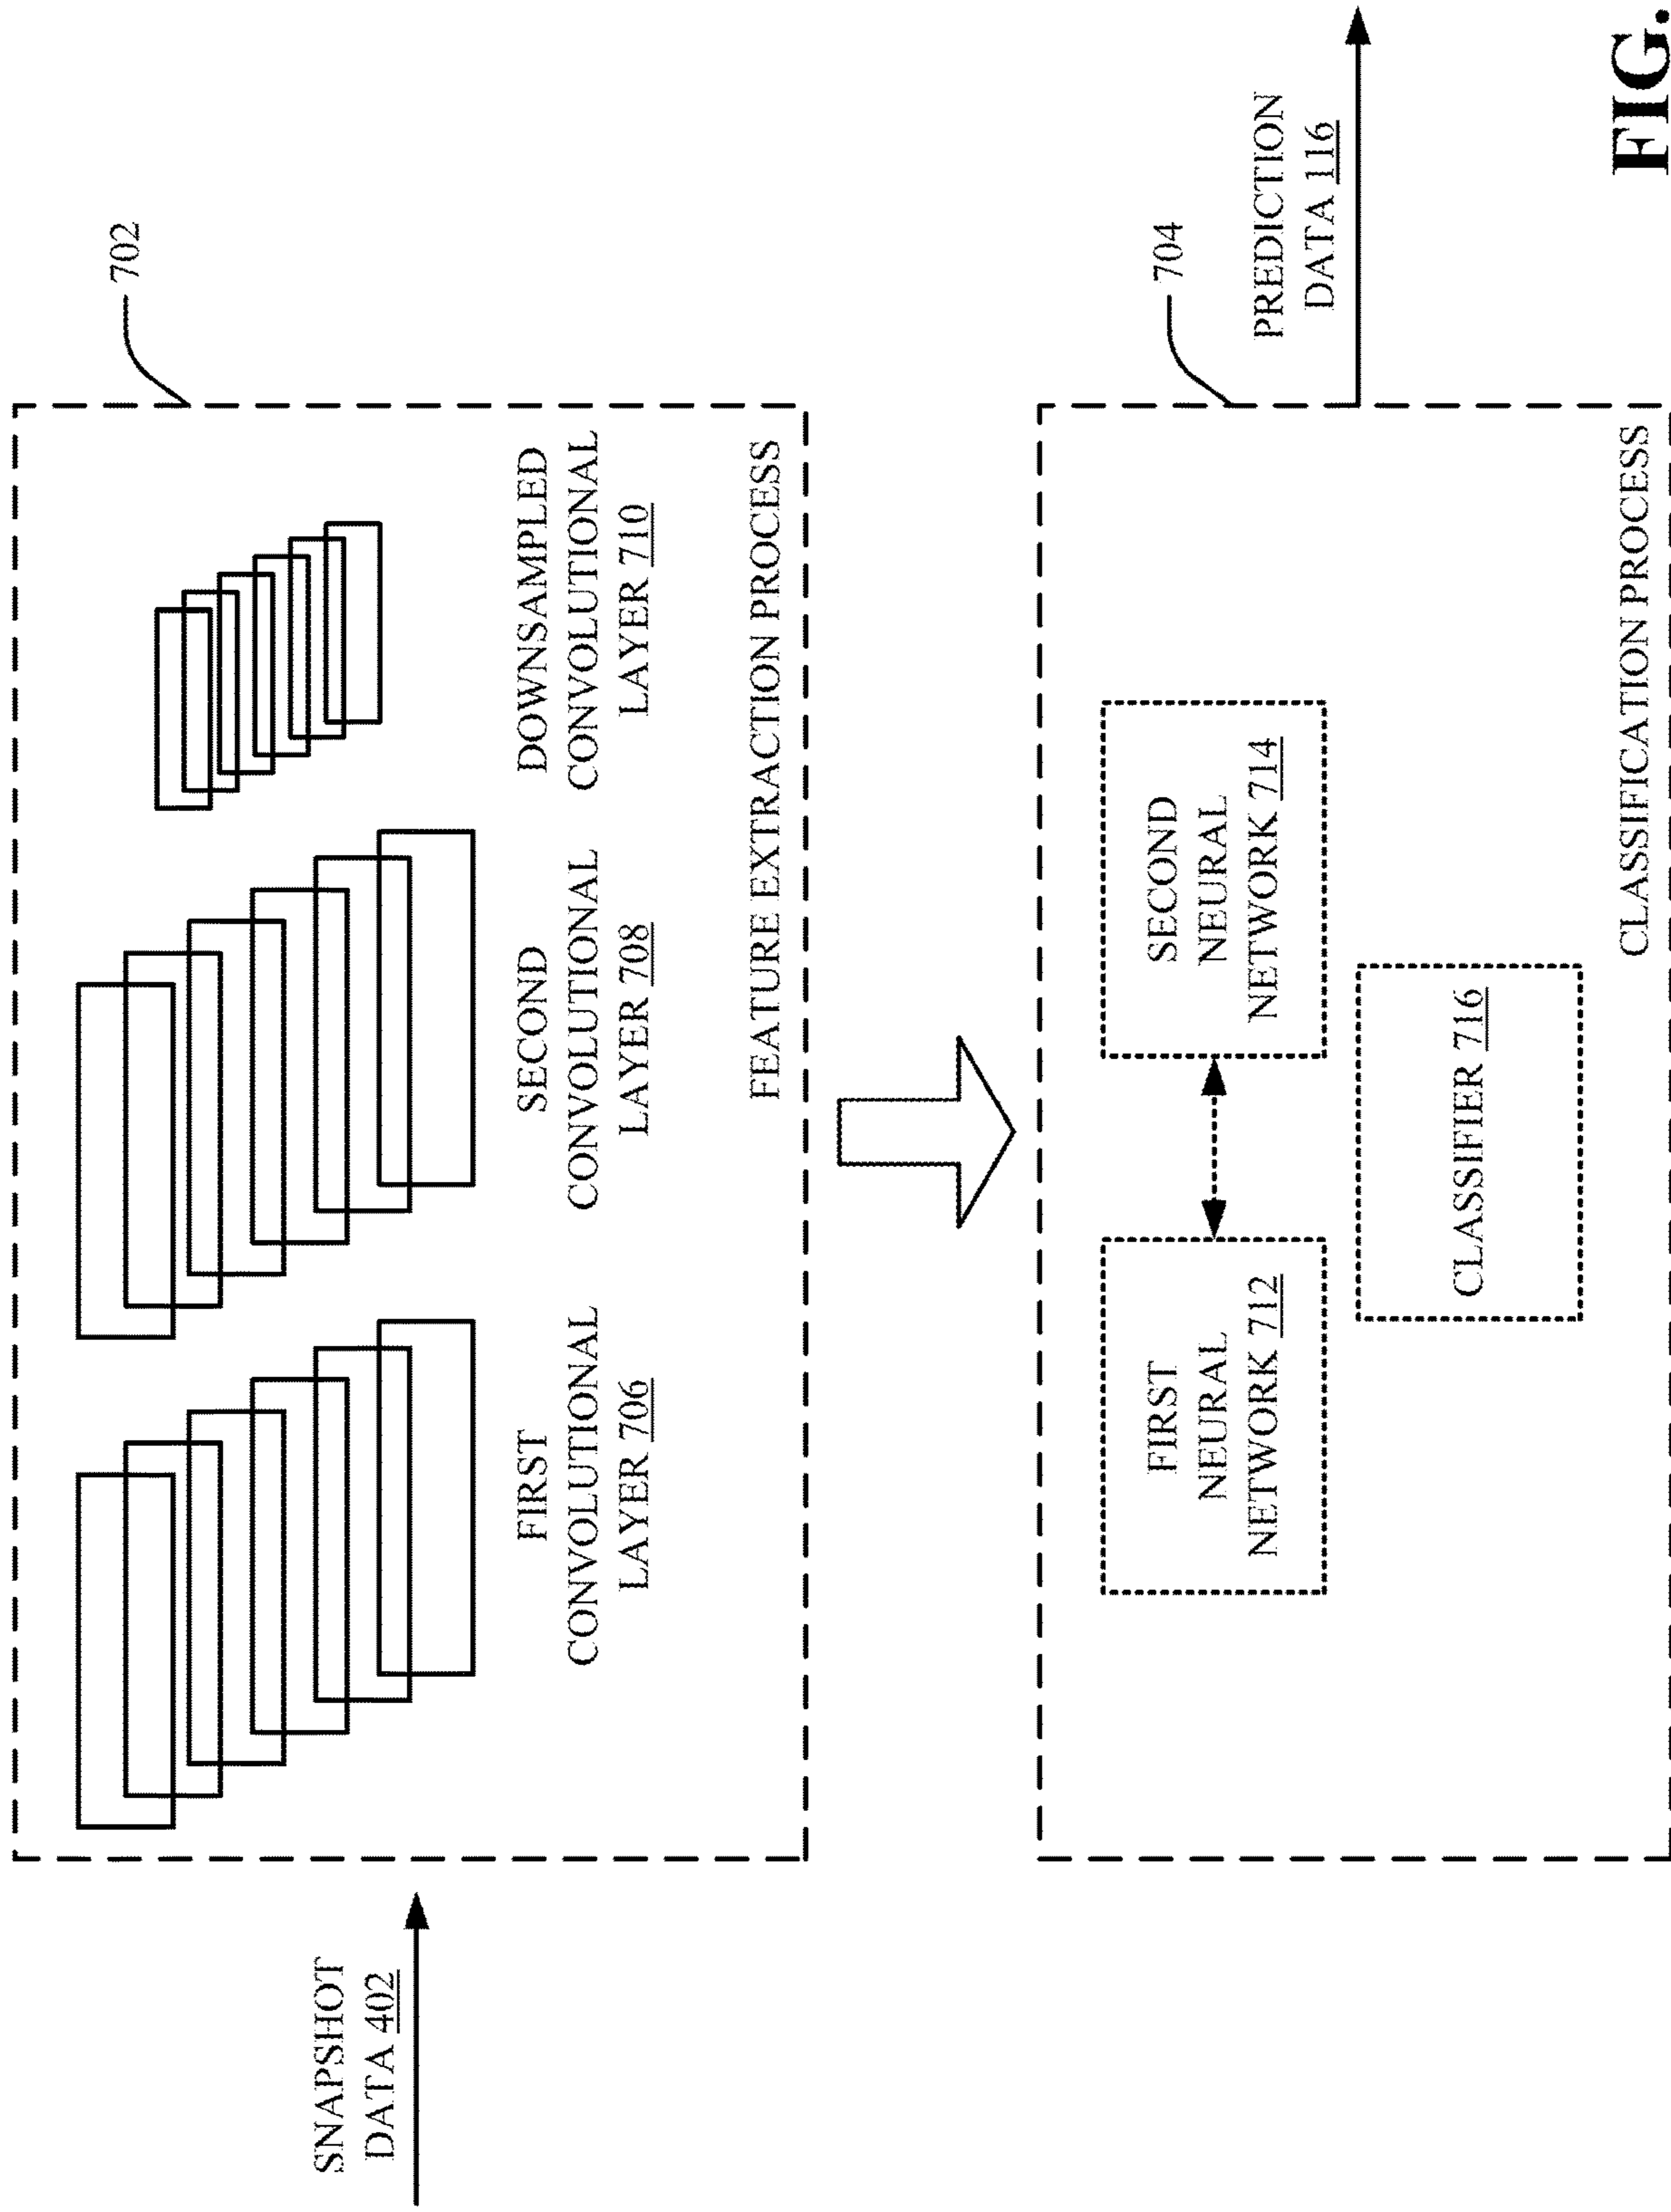 702
SNAPSHOT
DATA 402
FIRST
CONVOLUTIONAL
LAYER 706
SECOND
CONVOLUTIONAL
LAYER 708
DOWNSAMPLED
CONVOLUTIONAL
LAYER 710
FEATURE EXTRACTION PROCESS
704
FIRST
NEURAL
NETWORK 712
SECOND
NEURAL
NETWORK 714
CLASSIFIER 716
CLASSIFICATION PROCESS
PREDICTION
DATA 116
FIG.